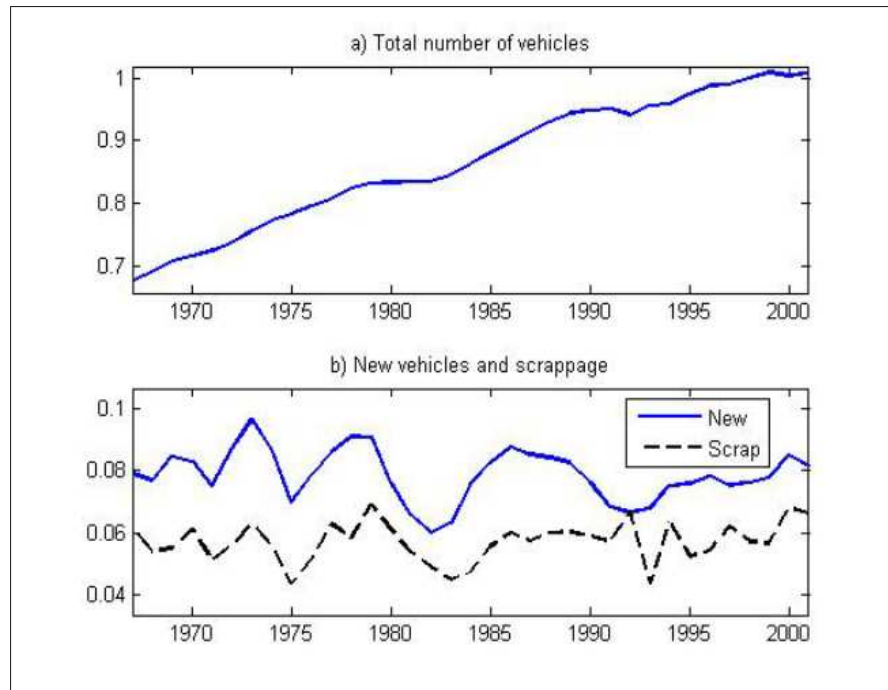 a) Total number of vehicles
1
0.9
0.8
0.7
1970 1975 1980 1985 1990 1995 2000
b) New vehicles and scrappage
0.1
0.08
0.06
0.04
New
Scrap
1970 1975 1980 1985 1990 1995 2000